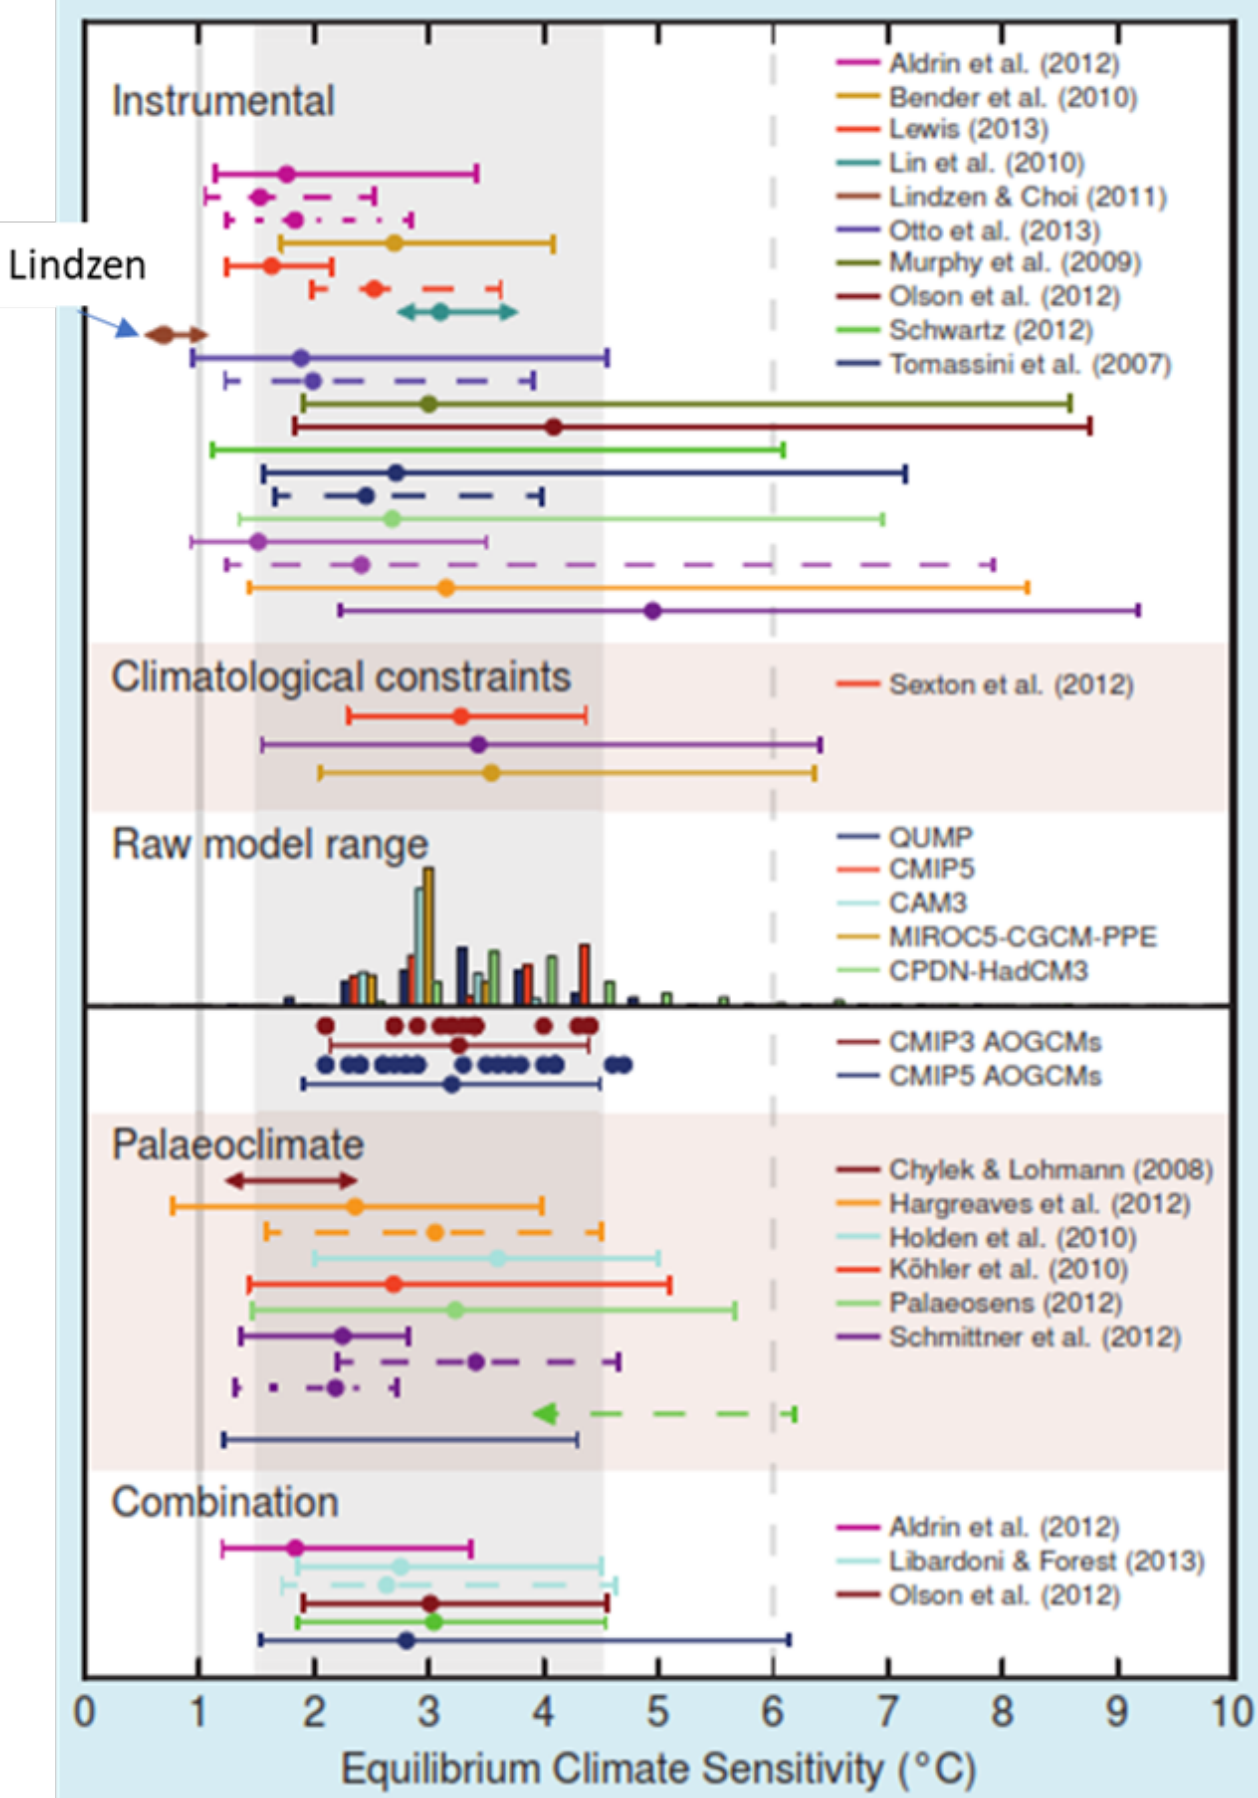 Instrumental
Aldrin et al. (2012)
Bender et al. (2010)
Lewis (2013)
Lin et al. (2010)
Lindzen & Choi (2011)
Otto et al. (2013)
Murphy et al. (2009)
Olson et al. (2012)
Schwartz (2012)
Tomassini et al. (2007)
Lindzen
Climatological constraints
Sexton et al. (2012)
Raw model range
QUMP
CMIP5
CAM3
MIROC5-CGCM-PPE
CPDN-HadCM3
CMIP3 AOGCMs
CMIP5 AOGCMs
Palaeoclimate
Chylek & Lohmann (2008)
Hargreaves et al. (2012)
Holden et al. (2010)
Köhler et al. (2010)
Palaeosens (2012)
Schmittner et al. (2012)
Combination
Aldrin et al. (2012)
Libardoni & Forest (2013)
Olson et al. (2012)
0 1 2 3 4 5 6 7 8 9 10
Equilibrium Climate Sensitivity (°C)